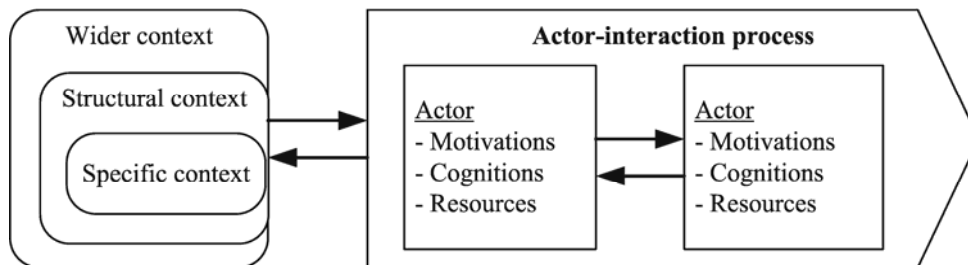 Wider context
Structural context
Specific context
Actor-interaction process
Actor
- Motivations
- Cognitions
- Resources
Actor
- Motivations
- Cognitions
- Resources